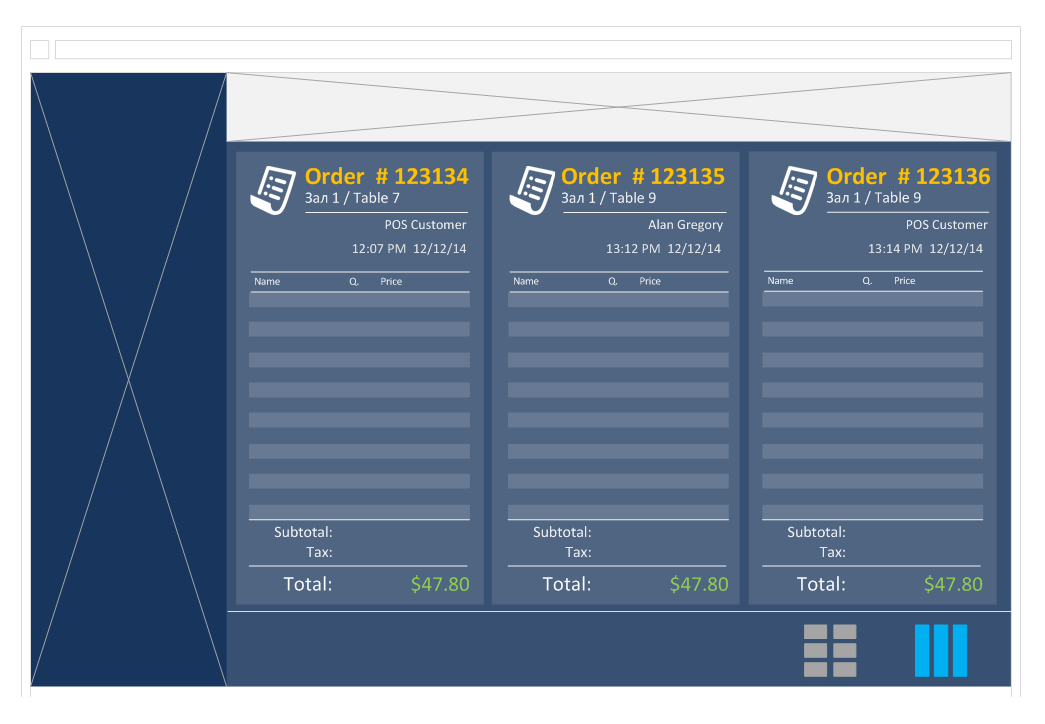 Order # 123134
Зал 1 / Table 7
POS Customer
12:07 PM 12/12/14
Name Q. Price
Subtotal:
Tax:
Total: $47.80
Order # 123135
Зал 1 / Table 9
Alan Gregory
13:12 PM 12/12/14
Name Q. Price
Subtotal:
Tax:
Total: $47.80
Order # 123136
Зал 1 / Table 9
POS Customer
13:14 PM 12/12/14
Name Q. Price
Subtotal:
Tax:
Total: $47.80